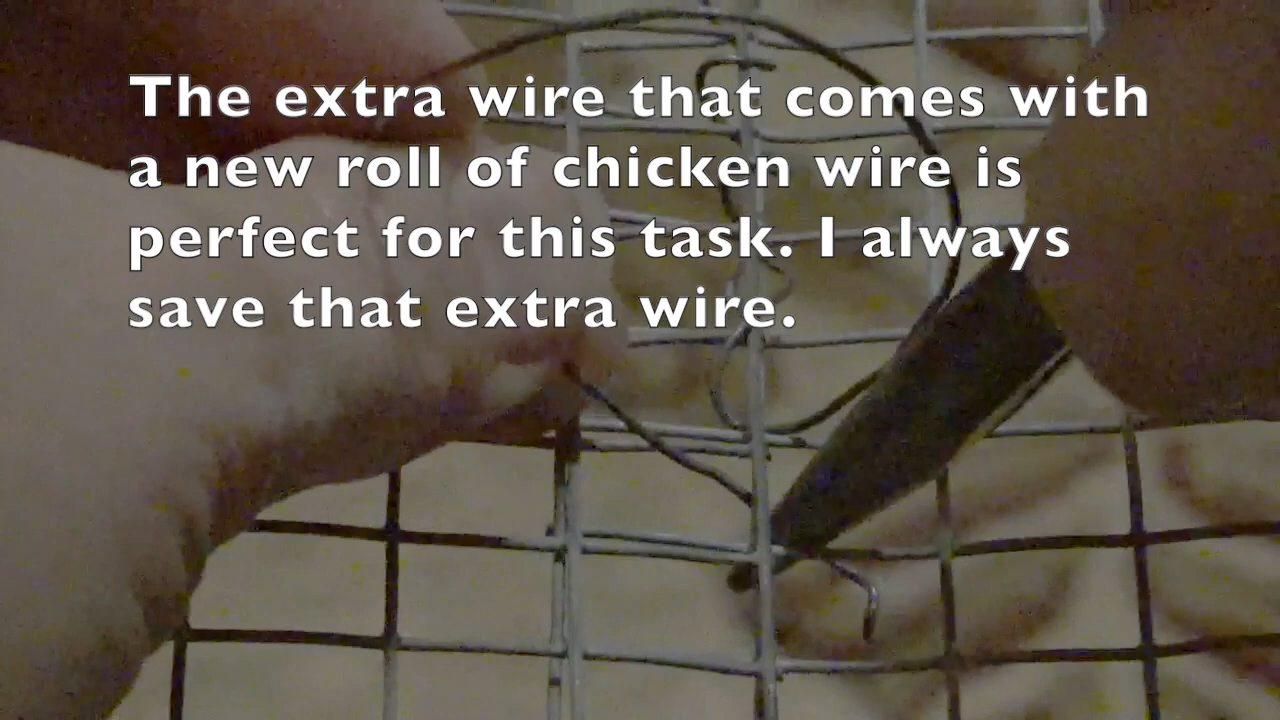 The extra wire that comes with
a new roll of chicken wire is
perfect for this task. I always
save that extra wire.